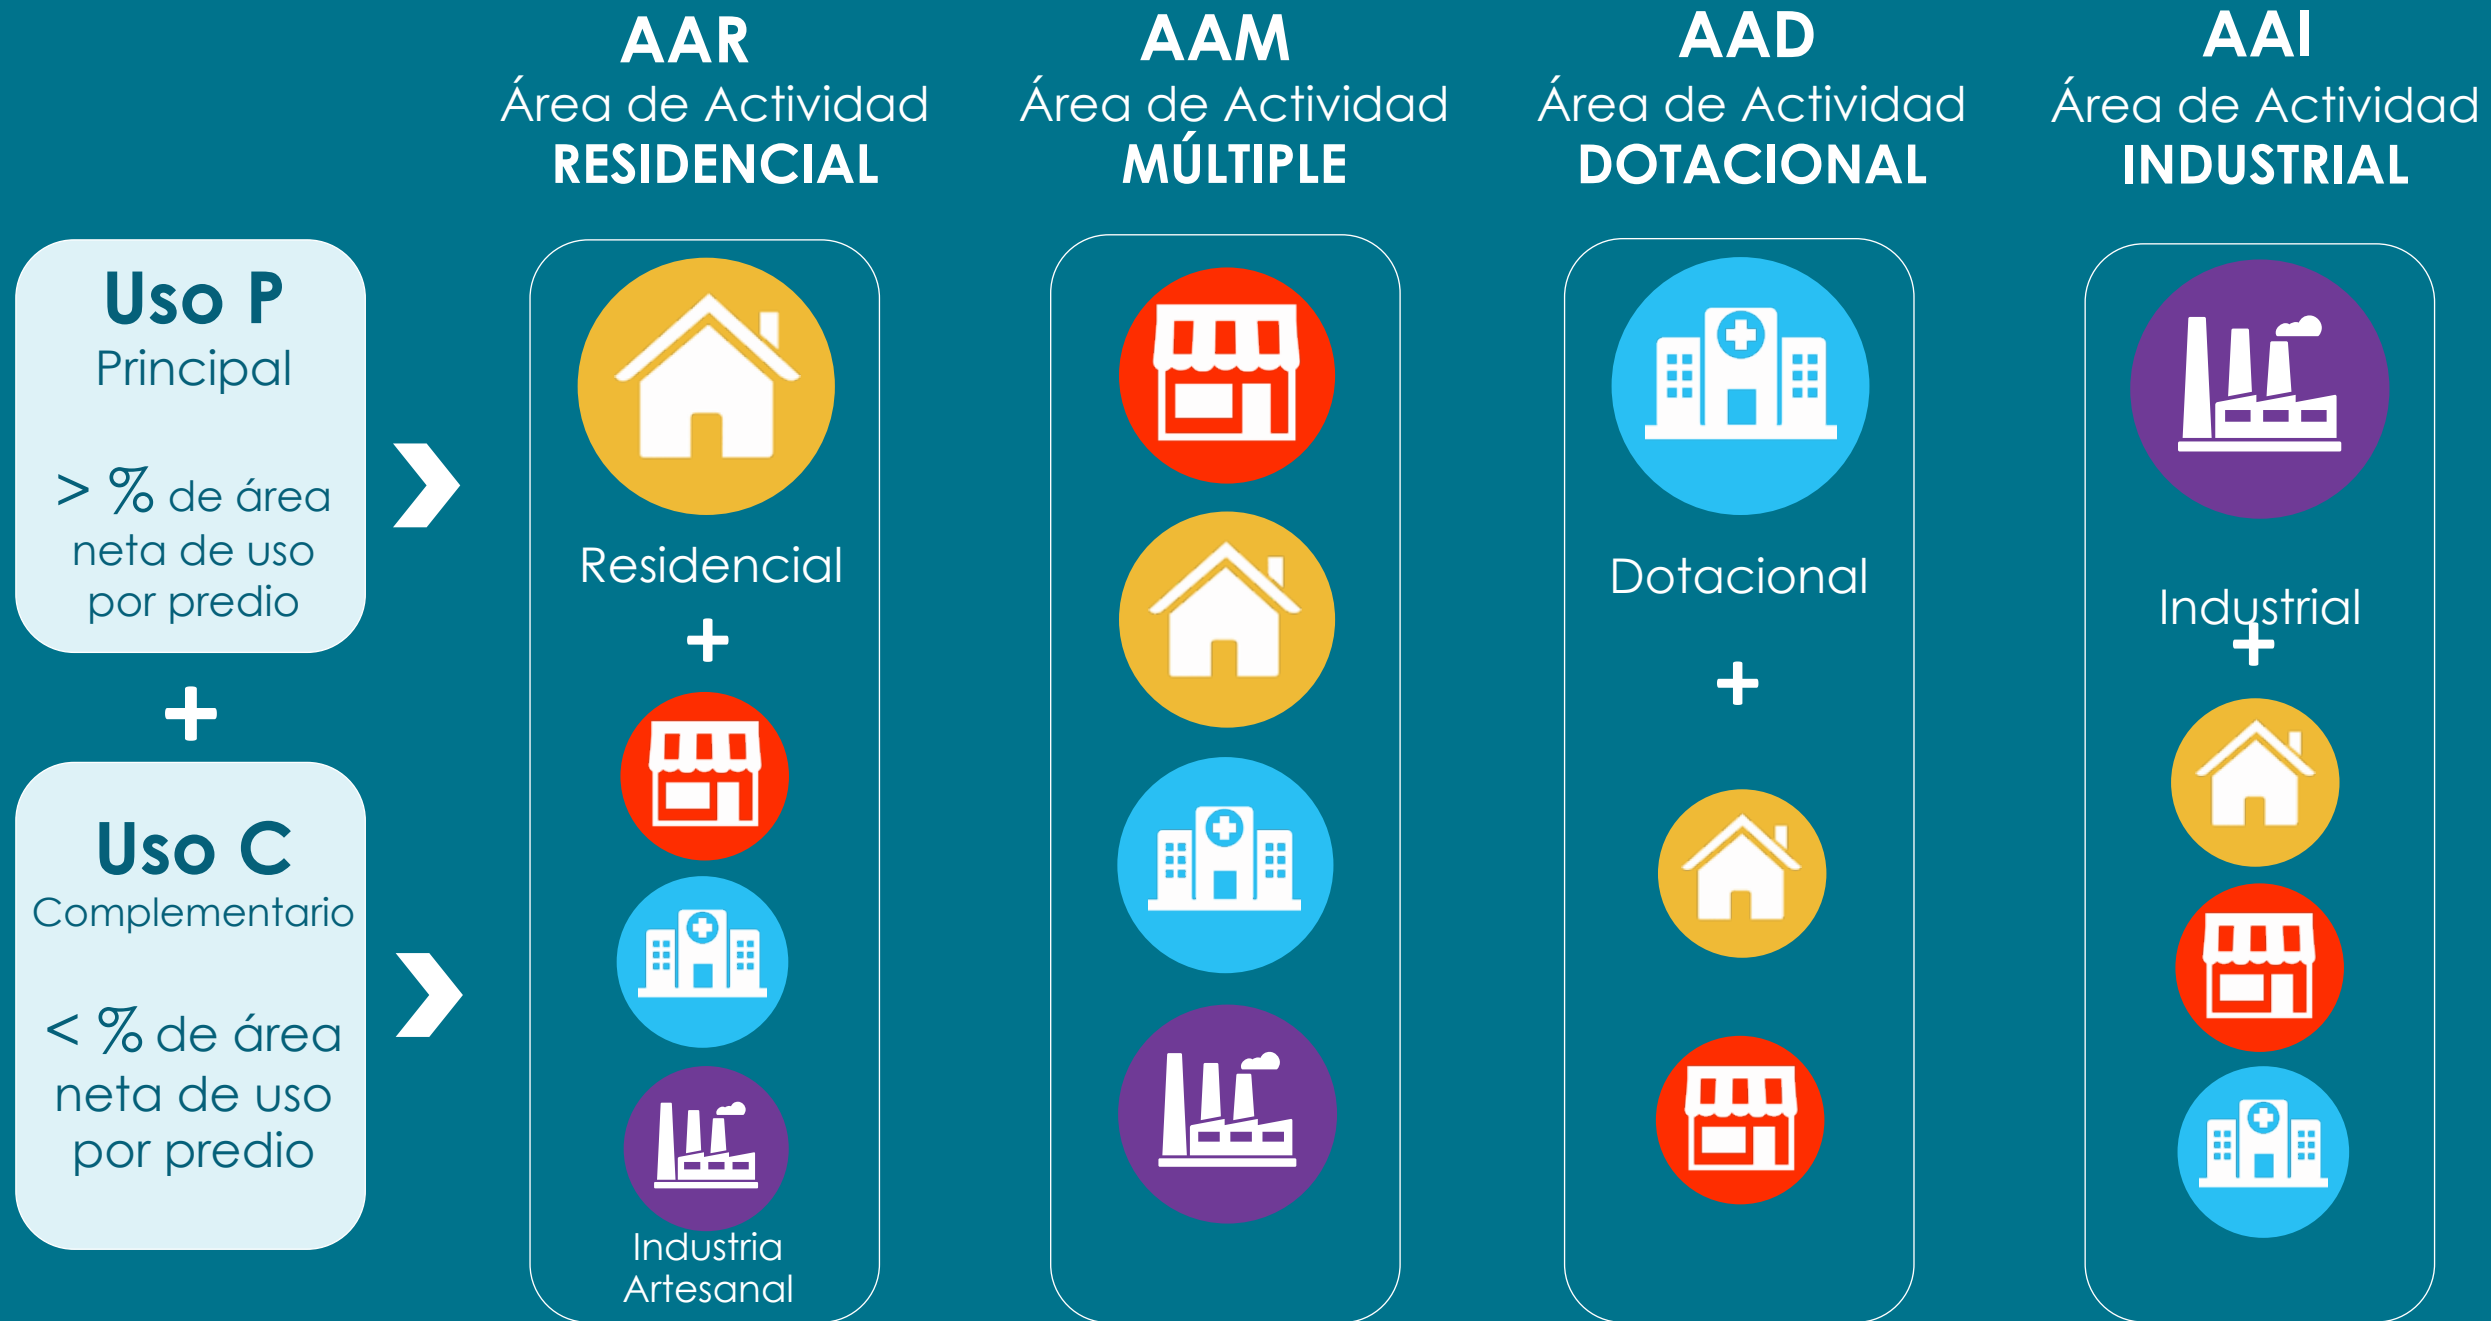 AAR
Área de Actividad
RESIDENCIAL
AAM
Área de Actividad
MÚLTIPLE
AAD
Área de Actividad
DOTACIONAL
AAI
Área de Actividad
INDUSTRIAL
Uso P
Principal
> % de área
neta de uso
por predio
+
Uso C
Complementario
< % de área
neta de uso
por predio
Residencial
+
Industria
Artesanal
Dotacional
+
Industrial
+